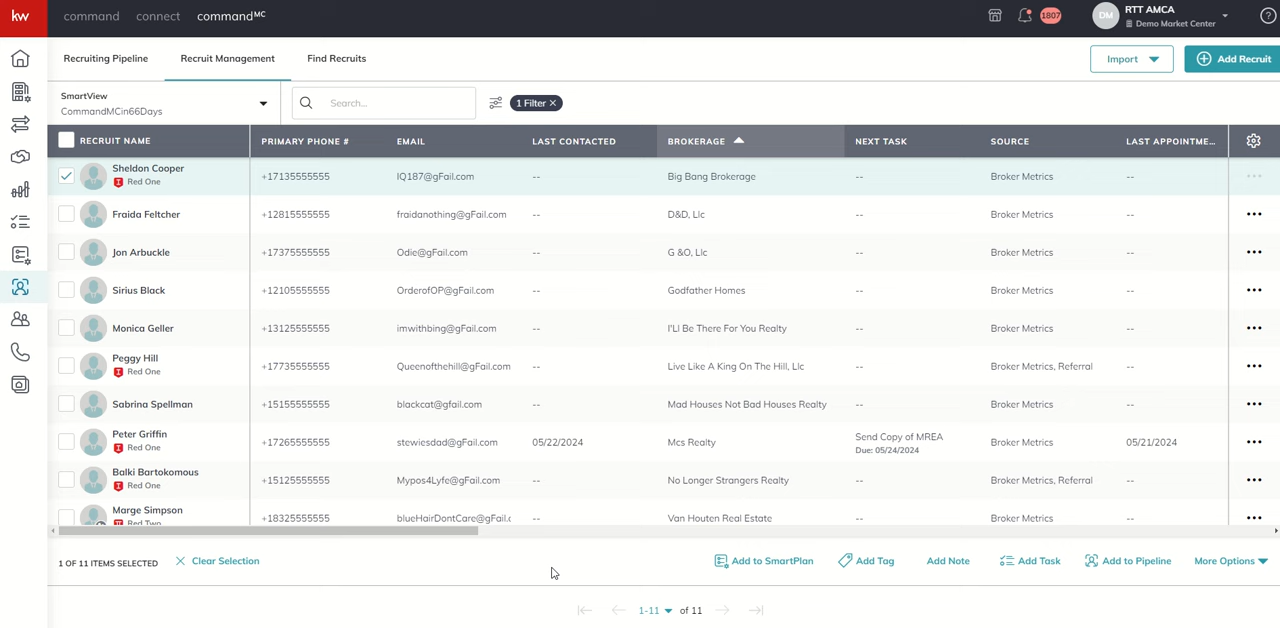 kw command connect commandMC 1807 DM RTT AMCA
Demo Market Center
Recruiting Pipeline Recruit Management Find Recruits Import Add Recruit
SmartView
CommandMCin66Days
Search... 1 Filter
RECRUIT NAME PRIMARY PHONE # EMAIL LAST CONTACTED BROKERAGE NEXT TASK SOURCE LAST APPOINTME...
Sheldon Cooper
Red One
+17135555555 IQ187@gFail.com -- Big Bang Brokerage -- Broker Metrics --
Fraida Feltcher +12815555555 fraidanothing@gFail.com -- D&D, Llc -- Broker Metrics --
Jon Arbuckle +17375555555 Odie@gFail.com -- G &O, Llc -- Broker Metrics --
Sirius Black +12105555555 OrderofOP@gFail.com -- Godfather Homes -- Broker Metrics --
Monica Geller +13125555555 imwithbing@gFail.com -- I'Ll Be There For You Realty -- Broker Metrics --
Peggy Hill
Red One
+17735555555 Queenofthehill@gFail.com -- Live Like A King On The Hill, Llc -- Broker Metrics, Referral --
Sabrina Spellman +15155555555 blackcat@gfail.com -- Mad Houses Not Bad Houses Realty -- Broker Metrics --
Peter Griffin
Red One
+17265555555 stewiesdad@gFail.com 05/22/2024 Mcs Realty Send Copy of MREA Broker Metrics 05/21/2024
Due: 05/24/2024
Balki Bartokomous
Red One
+15125555555 Mypos4Lyfe@gFail.com -- No Longer Strangers Realty -- Broker Metrics, Referral --
Marge Simpson
Red Two
+18325555555 blueHairDontCare@gFail.c -- Van Houten Real Estate -- Broker Metrics --
1 OF 11 ITEMS SELECTED Clear Selection Add to SmartPlan Add Tag Add Note Add Task Add to Pipeline More Options
1-11 of 11